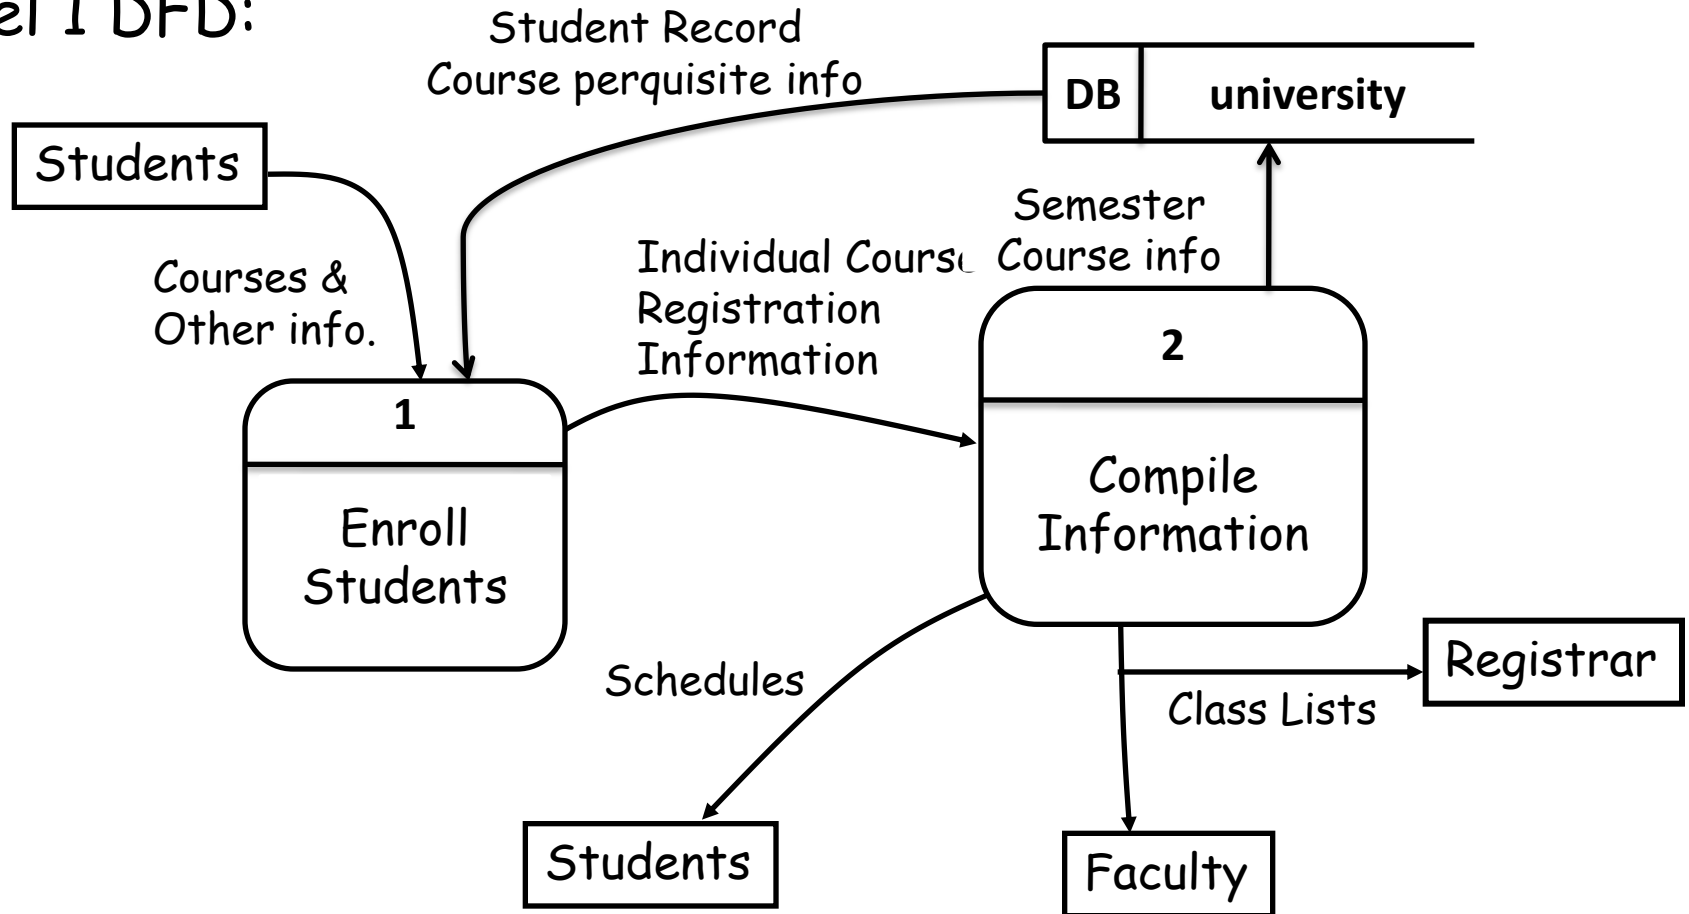 el 1 DFD:
Student Record
Course perquisite info
DB
university
Students
Courses &
Other info.
Individual Course
Registration
Information
Semester
Course info
1
Enroll
Students
2
Compile
Information
Schedules
Class Lists
Registrar
Students
Faculty